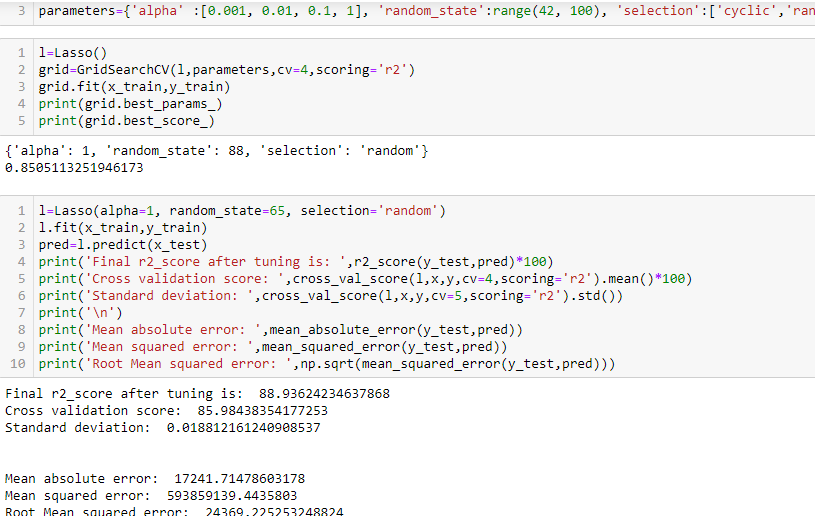 3 parameters={'alpha' :[0.001, 0.01, 0.1, 1], 'random_state':range(42, 100), 'selection':['cyclic','ran
1 l=Lasso()
2 grid=GridSearchCV(l,parameters,cv=4,scoring='r2')
3 grid.fit(x_train,y_train)
4 print(grid.best_params_)
5 print(grid.best_score_)
{'alpha': 1, 'random_state': 88, 'selection': 'random'}
0.8505113251946173
1 l=Lasso(alpha=1, random_state=65, selection='random')
2 l.fit(x_train,y_train)
3 pred=l.predict(x_test)
4 print('Final r2_score after tuning is: ',r2_score(y_test,pred)*100)
5 print('Cross validation score: ',cross_val_score(l,x,y,cv=4,scoring='r2').mean()*100)
6 print('Standard deviation: ',cross_val_score(l,x,y,cv=5,scoring='r2').std())
7 print('\n')
8 print('Mean absolute error: ',mean_absolute_error(y_test,pred))
9 print('Mean squared error: ',mean_squared_error(y_test,pred))
10 print('Root Mean squared error: ',np.sqrt(mean_squared_error(y_test,pred)))
Final r2_score after tuning is:  88.93624234637868
Cross validation score:  85.98438354177253
Standard deviation:  0.018812161240908537
Mean absolute error:  17241.71478603178
Mean squared error:  593859139.4435803
Root Mean squared error:  24369.225253248824